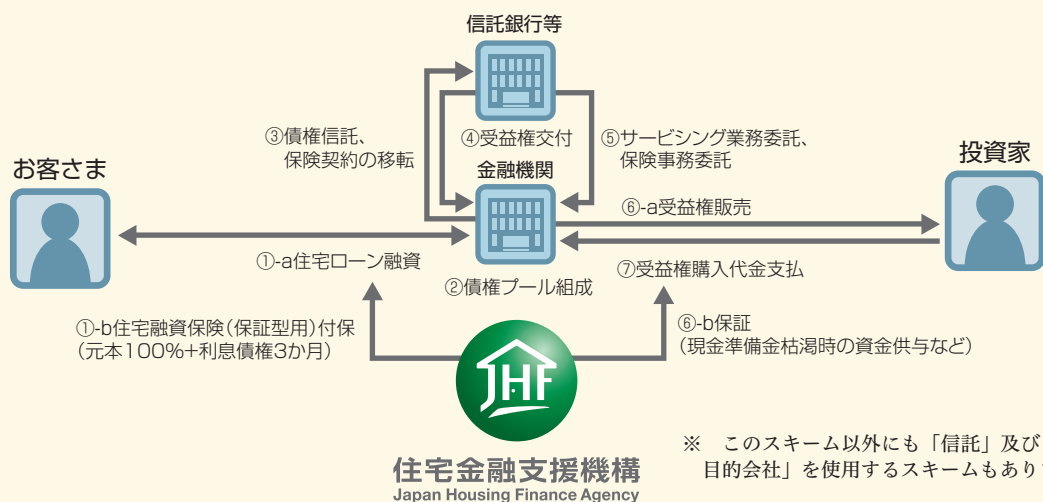 信託銀行等
③債権信託、
保険契約の移転
④受益権交付
⑤サービシング業務委託、
保険事務委託
お客さま
金融機関
投資家
⑥-a受益権販売
①-a住宅ローン融資
②債権プール組成
⑦受益権購入代金支払
①-b住宅融資保険(保証型用)付保
(元本100%+利息債権3か月)
⑥-b保証
(現金準備金枯渇時の資金供与など)
JHF
住宅金融支援機構
Japan Housing Finance Agency
※ このスキーム以外にも「信託」及び
目的会社」を使用するスキームもあり